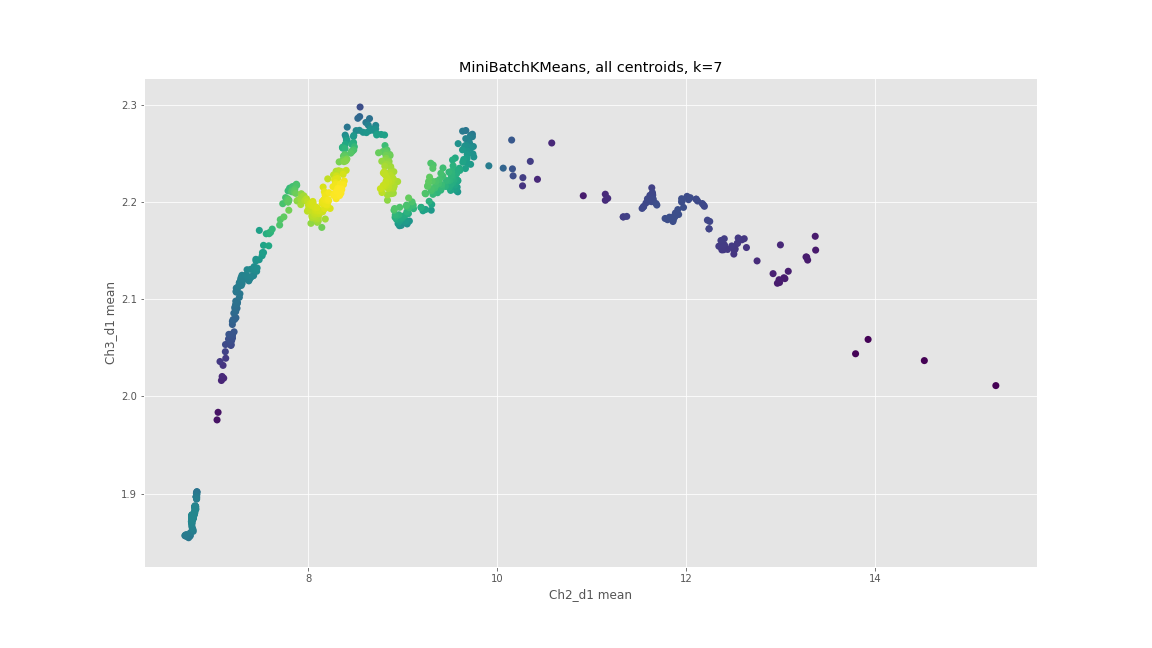 MiniBatchKMeans, all centroids, k=7
2.3
2.2
2.1
2.0
1.9
Ch3_d1 mean
8 10 12 14
Ch2_d1 mean